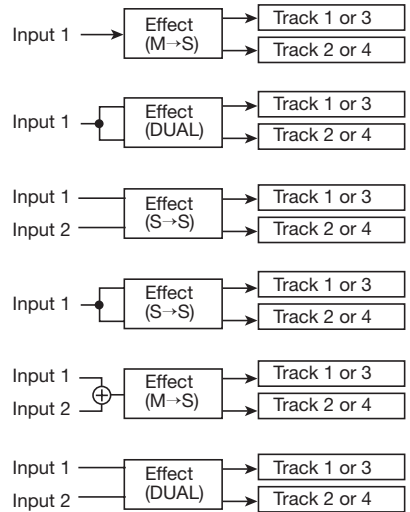 Input 1
Effect
(M→S)
Track 1 or 3
Track 2 or 4
Input 1
Effect
(DUAL)
Track 1 or 3
Track 2 or 4
Input 1
Input 2
Effect
(S→S)
Track 1 or 3
Track 2 or 4
Input 1
Effect
(S→S)
Track 1 or 3
Track 2 or 4
Input 1
Input 2
Effect
(M→S)
Track 1 or 3
Track 2 or 4
Input 1
Input 2
Effect
(DUAL)
Track 1 or 3
Track 2 or 4